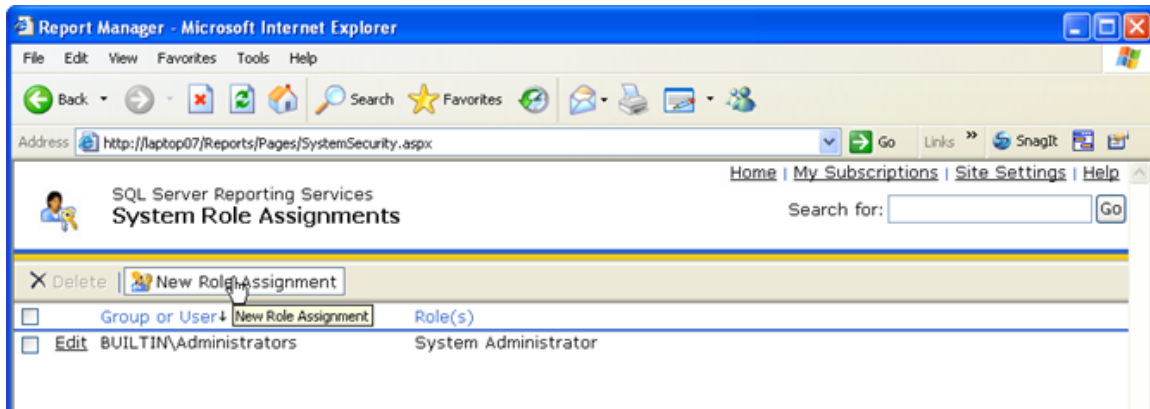 Report Manager - Microsoft Internet Explorer
File Edit View Favorites Tools Help
Back Search Favorites
Address http://laptop07/Reports/Pages/SystemSecurity.aspx Go Links » SnagIt
Home | My Subscriptions | Site Settings | Help
SQL Server Reporting Services
System Role Assignments
Search for: Go
Delete | New Role Assignment
Group or User↓ New Role Assignment Role(s)
Edit BUILTIN\Administrators System Administrator